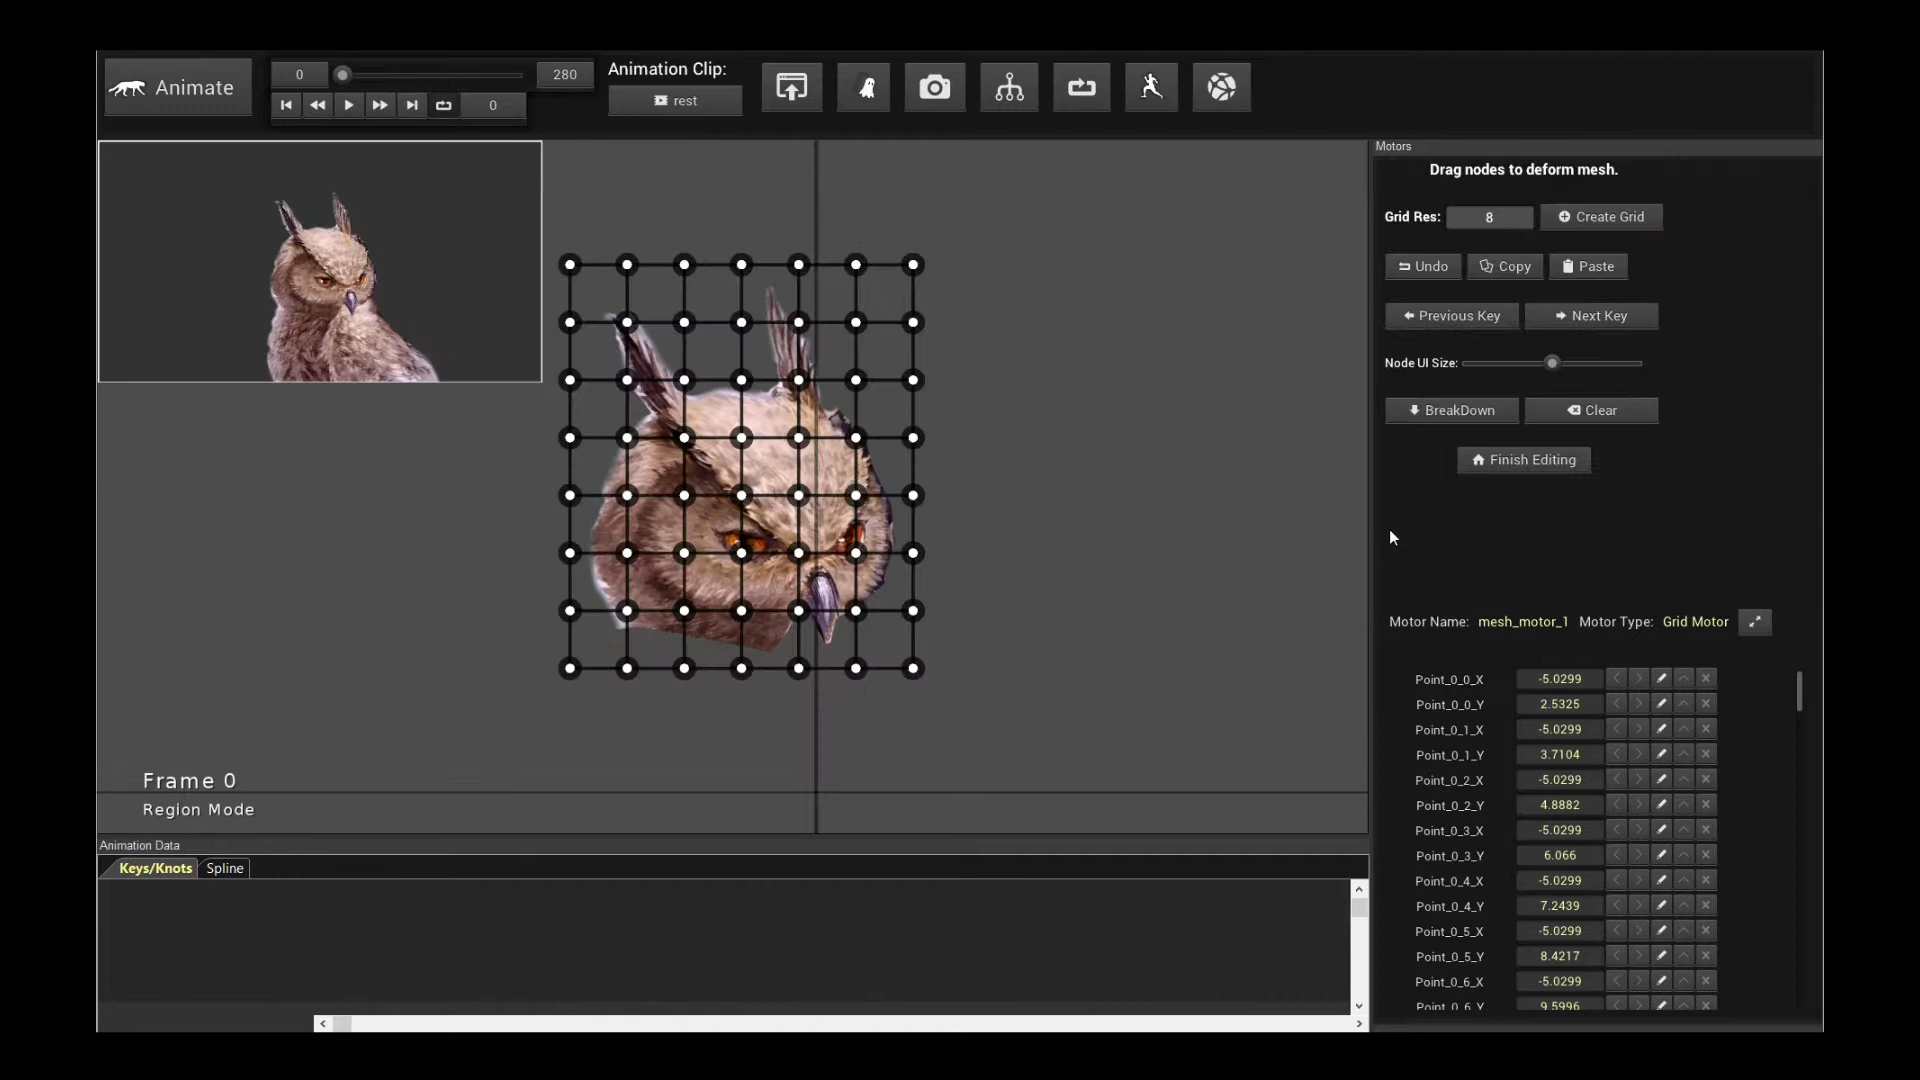 Animate
0
280
0
Animation Clip:
rest
Motors
Drag nodes to deform mesh.
Grid Res:
8
Create Grid
Undo
Copy
Paste
Previous Key
Next Key
Node UI Size:
BreakDown
Clear
Finish Editing
Motor Name: mesh_motor_1 Motor Type: Grid Motor
Point_0_0_X -5.0299
Point_0_0_Y 2.5325
Point_0_1_X -5.0299
Point_0_1_Y 3.7104
Point_0_2_X -5.0299
Point_0_2_Y 4.8882
Point_0_3_X -5.0299
Point_0_3_Y 6.066
Point_0_4_X -5.0299
Point_0_4_Y 7.2439
Point_0_5_X -5.0299
Point_0_5_Y 8.4217
Point_0_6_X -5.0299
Point_0_6_Y 9.5996
Frame 0
Region Mode
Animation Data
Keys/Knots Spline